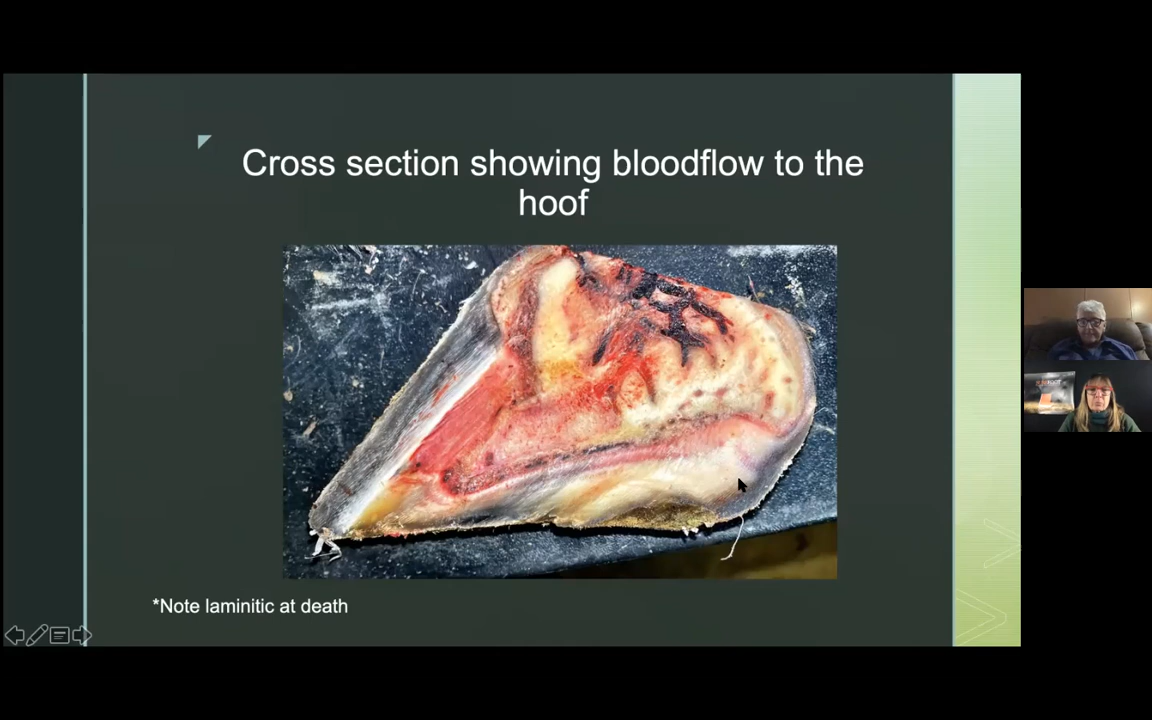 Cross section showing bloodflow to the
hoof
*Note laminitic at death